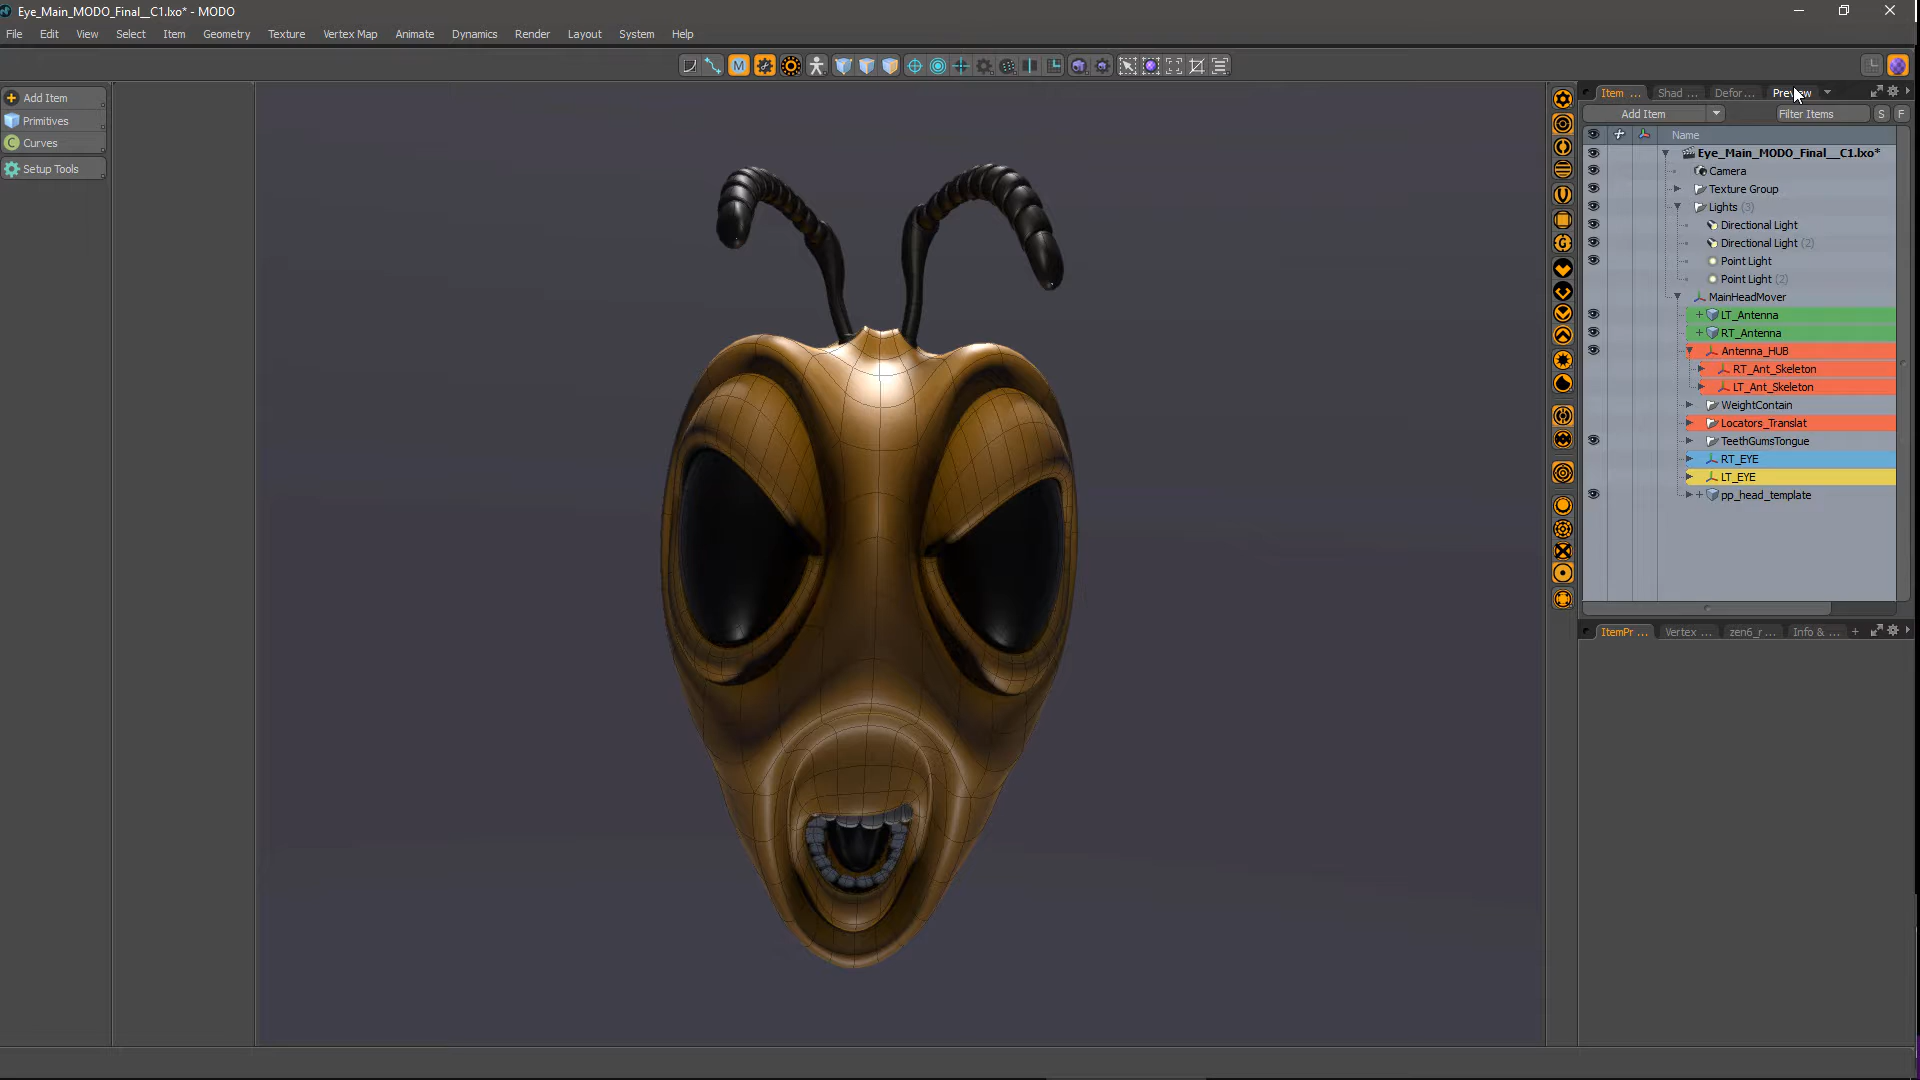 Eye_Main_MODO_Final__C1.lxo* - MODO
File Edit View Select Item Geometry Texture Vertex Map Animate Dynamics Render Layout System Help
Add Item
Primitives
Curves
Setup Tools
Item ... Shad ... Defor... Preview
Add Item Filter Items S F
Name
Eye_Main_MODO_Final__C1.lxo*
Camera
Texture Group
Lights (3)
Directional Light
Directional Light (2)
Point Light
Point Light (2)
MainHeadMover
LT_Antenna
RT_Antenna
Antenna_HUB
RT_Ant_Skeleton
LT_Ant_Skeleton
WeightContain
Locators_Translat
TeethGumsTongue
RT_EYE
LT_EYE
pp_head_template
ItemPr ... Vertex ... zen6_r ... Info & ... +